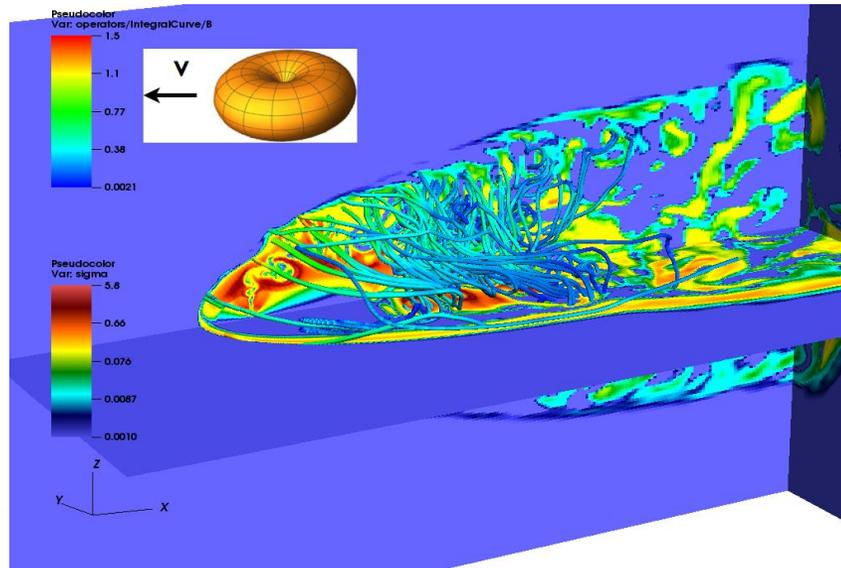 Pseudocolor
Var: operators/IntegralCurve/B
1.5
1.1
0.77
0.38
0.0021
V
Pseudocolor
Var: sigma
5.8
0.66
0.076
0.0087
0.0010
Z
Y
X